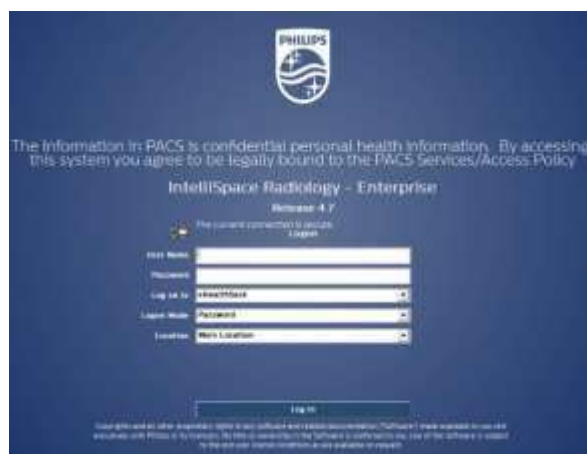 PHILIPS
The Information in PACS is confidential personal health information. By accessing
this system you agree to be legally bound to the PACS Services/Access Policy
IntelliSpace Radiology - Enterprise
Release 4.7
The current connection is secure.
Logon
User Name
Password
Log on to eHealthSask
Logon Mode Password
Location Main Location
Log in